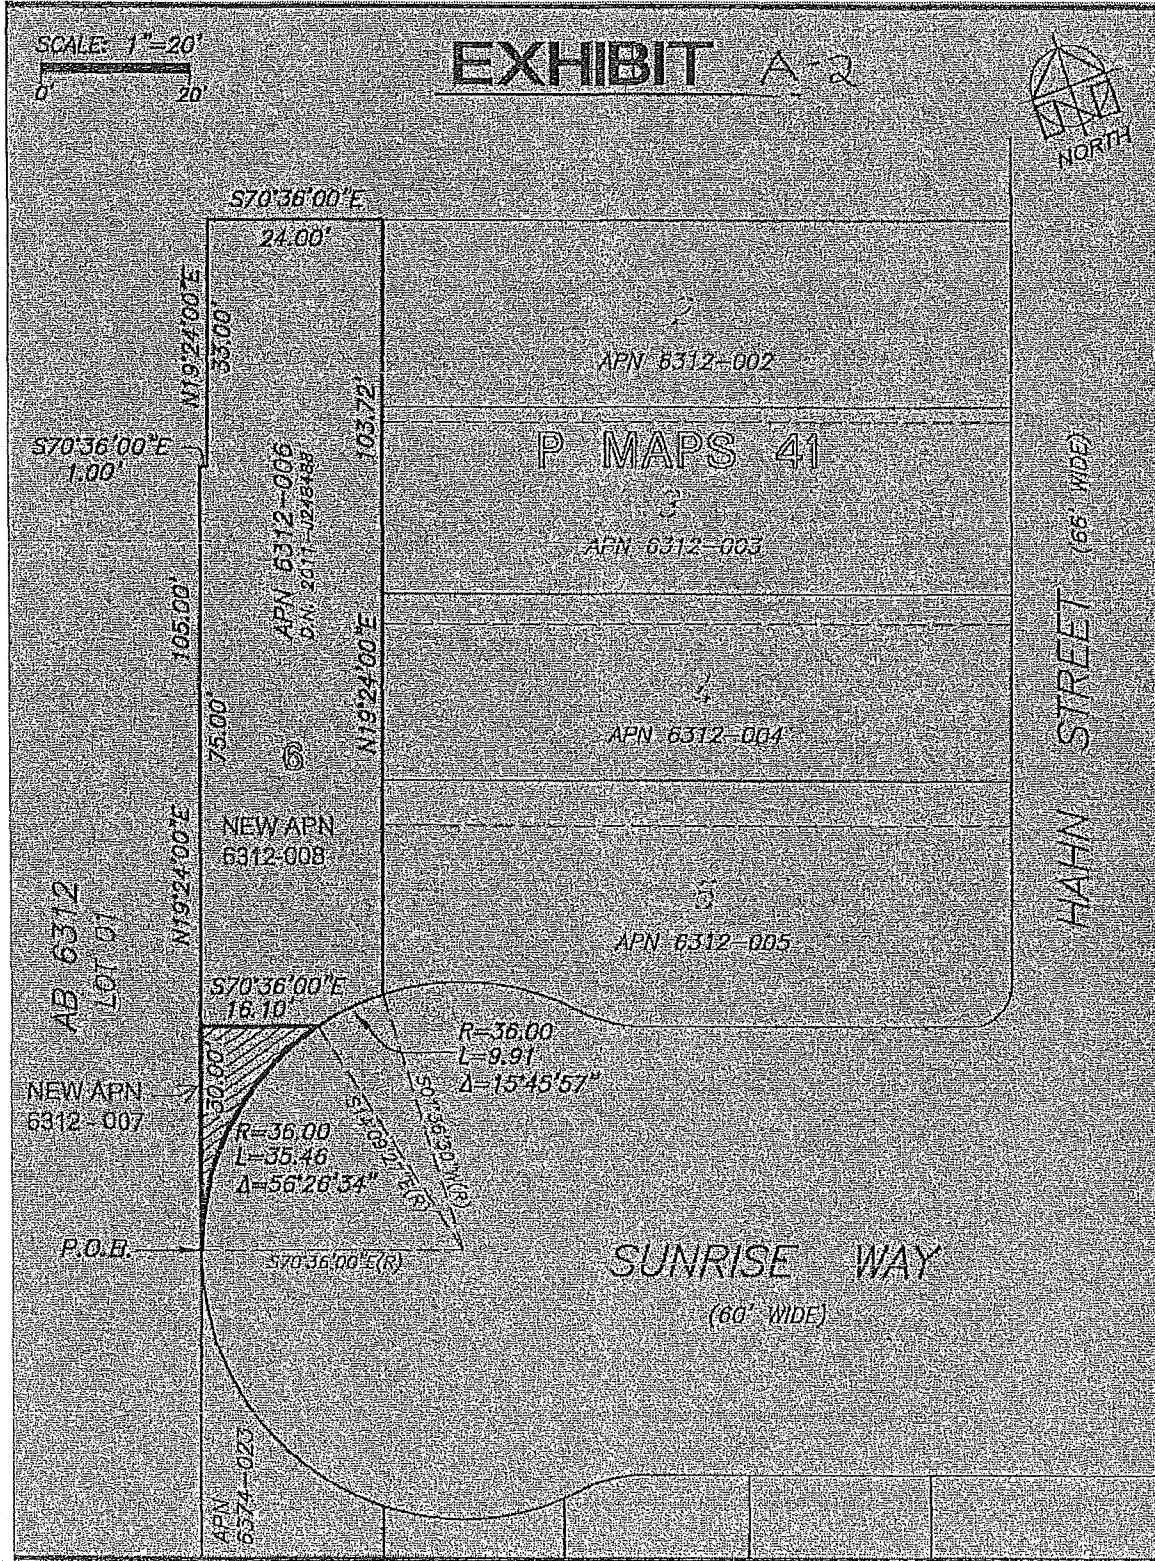 SCALE: 1"=20'
0' 20'
EXHIBIT A-2
NORTH
S70°36'00"E
24.00'
N19°24'00"E
33.00'
S70°36'00"E
1.00'
103.72'
N19°24'00"E
APN 6312-006
D.N. 2011-J218488
2
APN 6312-002
P MAPS 41
3
APN 6312-003
4
APN 6312-004
5
APN 6312-005
HAHN STREET (66' WIDE)
105.00'
75.00'
N19°24'00"E
6
NEW APN
6312-008
AB 6312
LOT 01
S70°36'00"E
16.10'
30.00'
NEW APN
6312-007
R=36.00
L=9.91
Δ=15°45'57"
R=36.00
L=35.46
Δ=56°26'34"
P.O.B.
S70°36'00"E(R)
SUNRISE WAY
(60' WIDE)
APN
6374-023